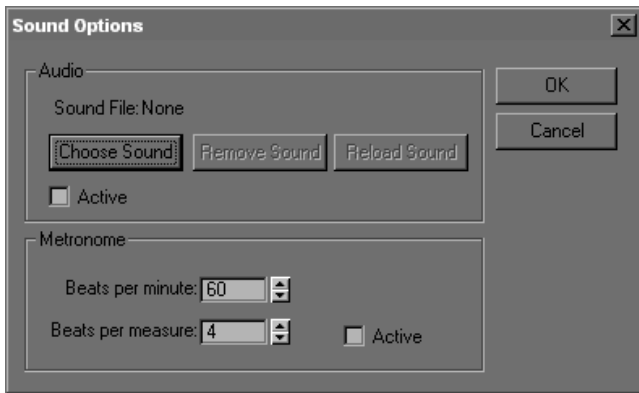 Sound Options
Audio
Sound File: None
Choose Sound Remove Sound Reload Sound
Active
OK
Cancel
Metronome
Beats per minute: 60
Beats per measure: 4
Active